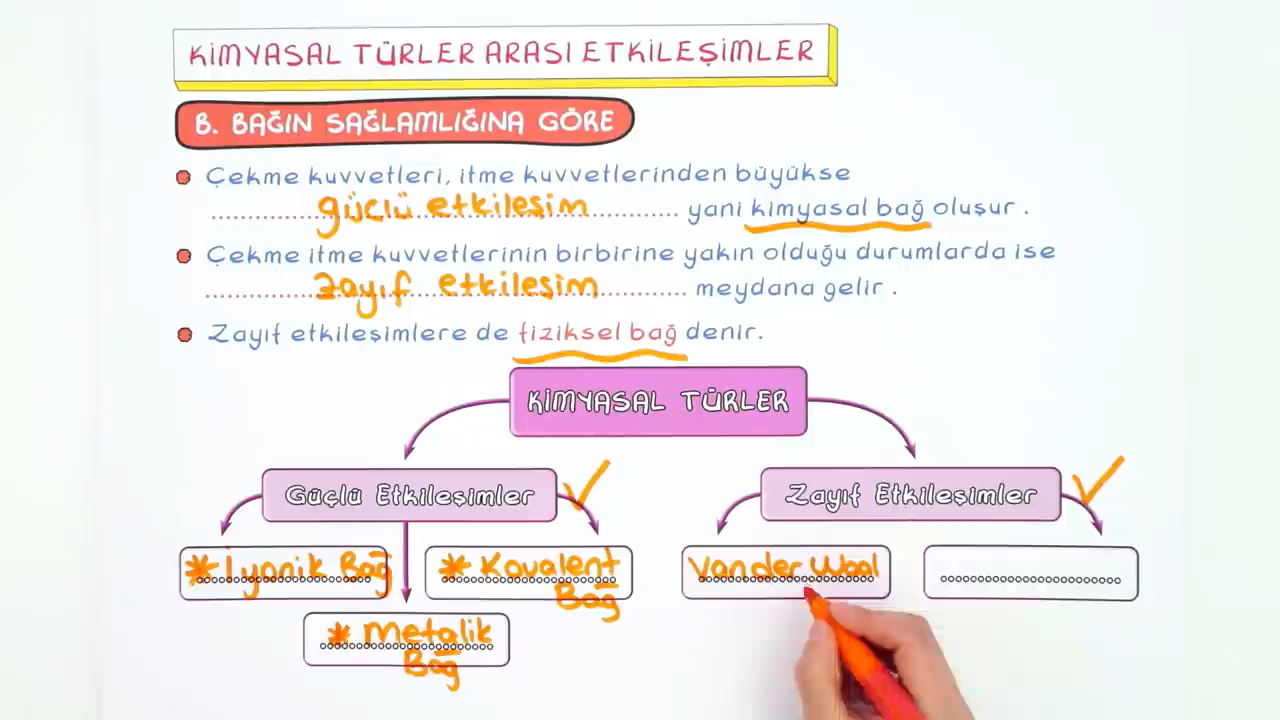 KİMYASAL TÜRLER ARASI ETKİLEŞİMLER
B. BAĞIN SAĞLAMLIĞINA GÖRE
Çekme kuvvetleri, itme kuvvetlerinden büyükse
güçlü etkileşim yani kimyasal bağ oluşur.
Çekme itme kuvvetlerinin birbirine yakın olduğu durumlarda ise
zayıf etkileşim meydana gelir.
Zayıf etkileşimlere de fiziksel bağ denir.
KİMYASAL TÜRLER
Güçlü Etkileşimler
Zayıf Etkileşimler
* İyonik Bağ
* Kovalent
Bağ
* Metalik
Bağ
Vander Waal